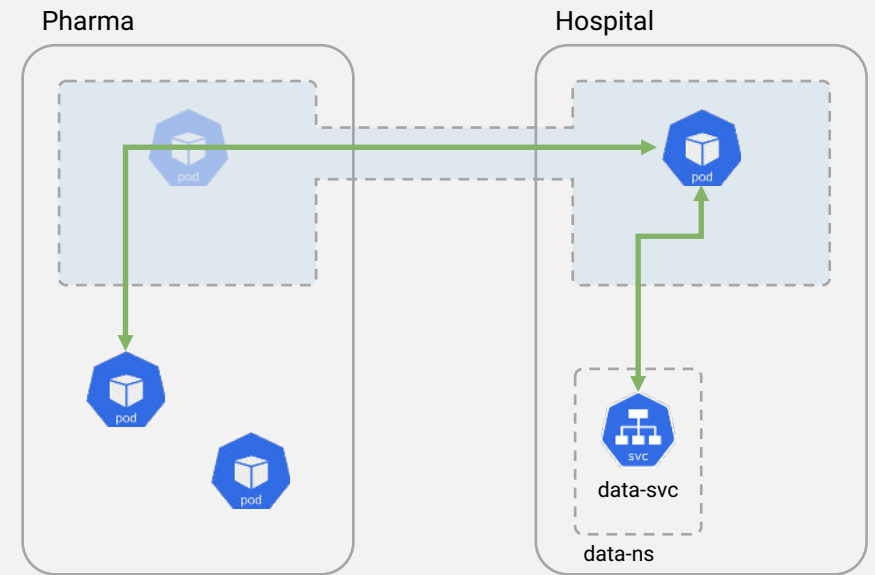 Pharma
Hospital
pod
pod
pod
pod
svc
data-svc
data-ns